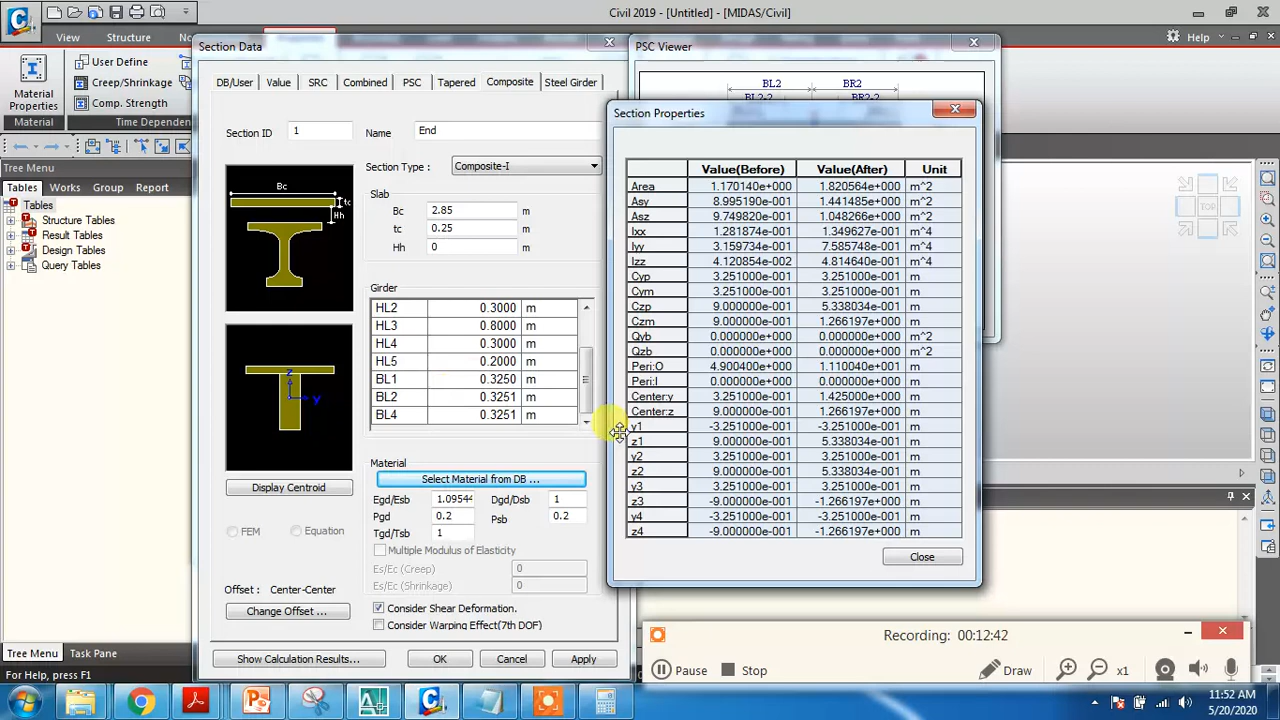 Civil 2019 - [Untitled] - [MIDAS/Civil]
View
Structure
Help
Material Properties
User Define
Creep/Shrinkage
Comp. Strength
Material
Time Dependen
Tree Menu
Tables
Works
Group
Report
Tables
Structure Tables
Result Tables
Design Tables
Query Tables
Tree Menu
Task Pane
For Help, press F1
Section Data
DB/User
Value
SRC
Combined
PSC
Tapered
Composite
Steel Girder
Section ID
1
Name
End
Section Type :
Composite-I
Bc
tc
Hh
Slab
Bc
2.85
m
tc
0.25
m
Hh
0
m
Girder
HL2 0.3000 m
HL3 0.8000 m
HL4 0.3000 m
HL5 0.2000 m
BL1 0.3250 m
BL2 0.3251 m
BL4 0.3251 m
z
y
Display Centroid
FEM
Equation
Material
Select Material from DB ...
Egd/Esb 1.09544 Dgd/Dsb 1
Pgd 0.2 Psb 0.2
Tgd/Tsb 1
Multiple Modulus of Elasticity
Es/Ec (Creep) 0
Es/Ec (Shrinkage) 0
Offset : Center-Center
Change Offset ...
Consider Shear Deformation.
Consider Warping Effect(7th DOF)
Show Calculation Results...
OK
Cancel
Apply
PSC Viewer
BL2
BR2
BL2-2
BR2-2
Section Properties
Value(Before) Value(After) Unit
Area 1.170140e+000 1.820564e+000 m^2
Asy 8.995190e-001 1.441485e+000 m^2
Asz 9.749820e-001 1.048266e+000 m^2
Ixx 1.281874e-001 1.349627e-001 m^4
Iyy 3.159734e-001 7.585748e-001 m^4
Izz 4.120854e-002 4.814640e-001 m^4
Cyp 3.251000e-001 3.251000e-001 m
Cym 3.251000e-001 3.251000e-001 m
Czp 9.000000e-001 5.338034e-001 m
Czm 9.000000e-001 1.266197e+000 m
Qyb 0.000000e+000 0.000000e+000 m^2
Qzb 0.000000e+000 0.000000e+000 m^2
Peri:O 4.900400e+000 1.110040e+001 m
Peri:I 0.000000e+000 0.000000e+000 m
Center:y 3.251000e-001 1.425000e+000 m
Center:z 9.000000e-001 1.266197e+000 m
y1 -3.251000e-001 -3.251000e-001 m
z1 9.000000e-001 5.338034e-001 m
y2 3.251000e-001 3.251000e-001 m
z2 9.000000e-001 5.338034e-001 m
y3 3.251000e-001 3.251000e-001 m
z3 -9.000000e-001 -1.266197e+000 m
y4 -3.251000e-001 -3.251000e-001 m
z4 -9.000000e-001 -1.266197e+000 m
Close
TOP
Recording: 00:12:42
Pause
Stop
Draw
x1
11:52 AM
5/20/2020